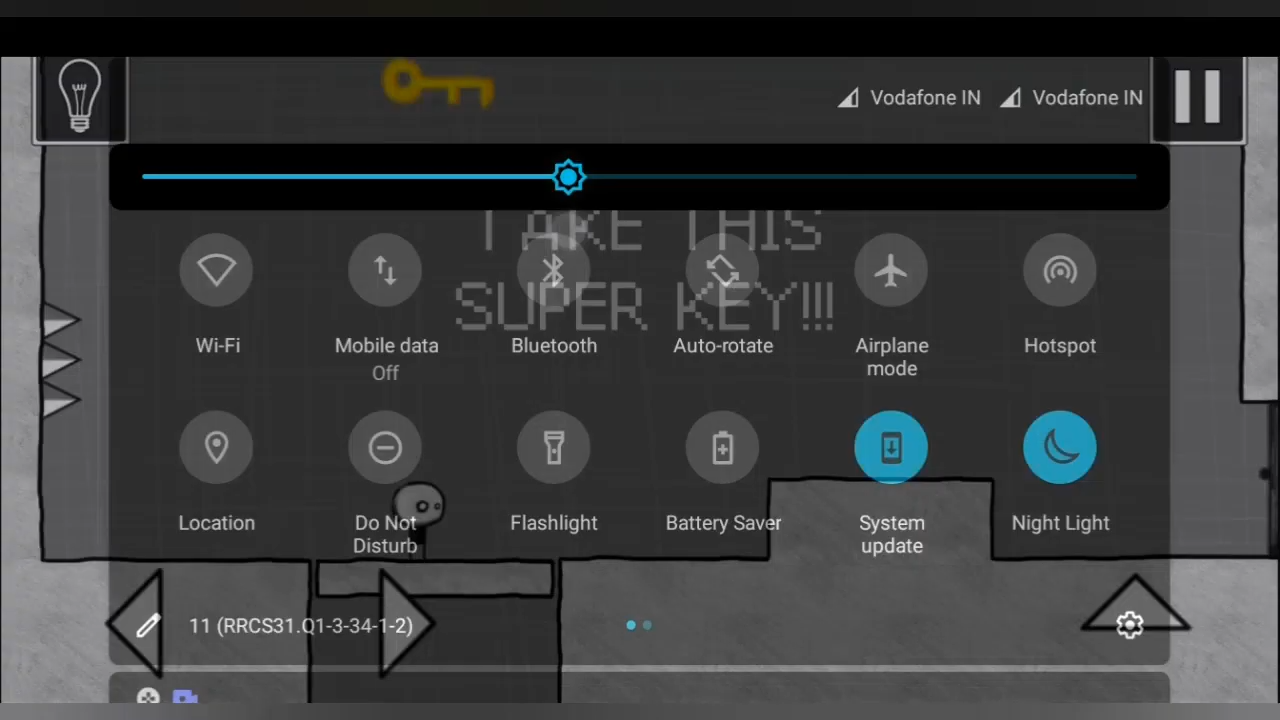 Vodafone IN Vodafone IN
TAKE THIS
SUPER KEY!!!
Wi-Fi
Mobile data
Off
Bluetooth
Auto-rotate
Airplane
mode
Hotspot
Location
Do Not
Disturb
Flashlight
Battery Saver
System
update
Night Light
11 (RRCS31.Q1-3-34-1-2)